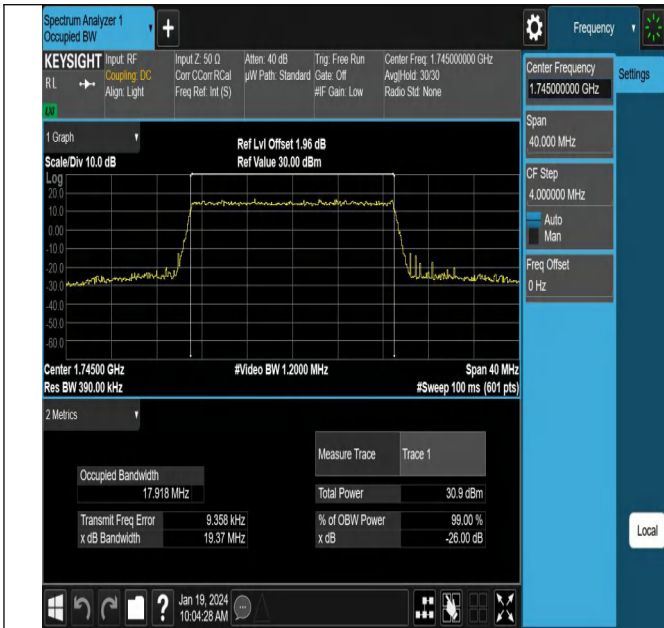 Spectrum Analyzer 1
Occupied BW
Frequency
KEYSIGHT
RL
LXI
Input: RF
Coupling: DC
Align: Light
Input Z: 50 Ω
Corr CCorr RCal
Freq Ref: Int (S)
Atten: 40 dB
µW Path: Standard
Trig: Free Run
Gate: Off
#IF Gain: Low
Center Freq: 1.745000000 GHz
Avg|Hold: 30/30
Radio Std: None
Center Frequency
1.745000000 GHz
Settings
Span
40.000 MHz
CF Step
4.000000 MHz
Auto
Man
Freq Offset
0 Hz
Local
1 Graph
Scale/Div 10.0 dB
Ref Lvl Offset 1.96 dB
Ref Value 30.00 dBm
Log
20.0
10.0
0.00
-10.0
-20.0
-30.0
-40.0
-50.0
-60.0
Center 1.74500 GHz
#Video BW 1.2000 MHz
Span 40 MHz
Res BW 390.00 kHz
#Sweep 100 ms (601 pts)
2 Metrics
Measure Trace Trace 1
Occupied Bandwidth
17.918 MHz
Total Power 30.9 dBm
Transmit Freq Error 9.358 kHz
% of OBW Power 99.00 %
x dB Bandwidth 19.37 MHz
x dB -26.00 dB
?
Jan 19, 2024
10:04:28 AM